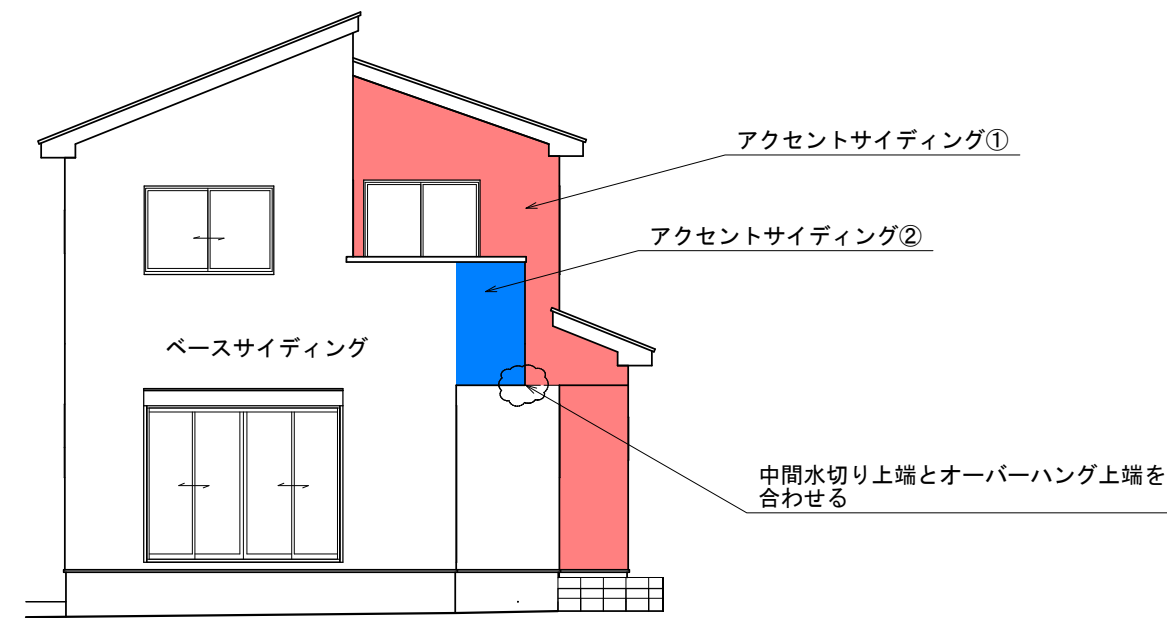 アクセントサイディング①
アクセントサイディング②
ベースサイディング
中間水切り上端とオーバーハング上端を
合わせる